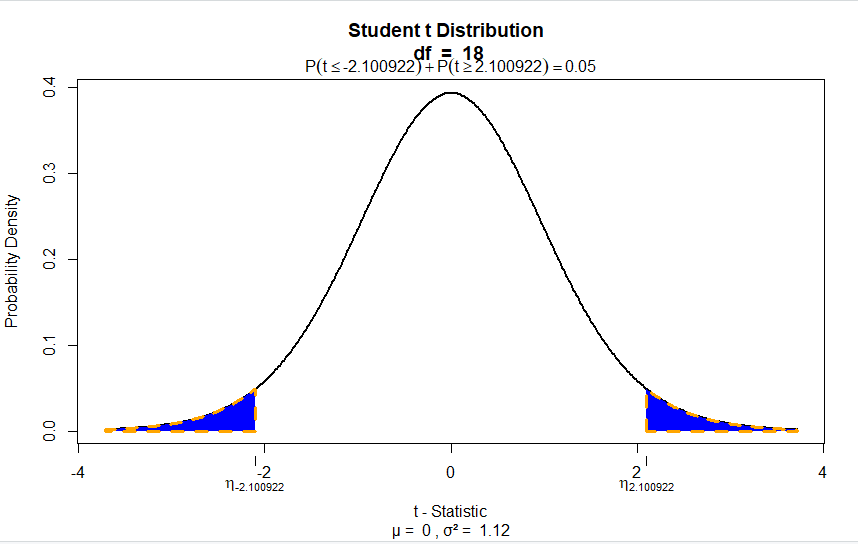 Student t Distribution
df = 18
P(t ≤ -2.100922) + P(t ≥ 2.100922) = 0.05
Probability Density
0.4
0.3
0.2
0.1
0.0
-4 -2 0 2 4
η-2.100922 η2.100922
t - Statistic
μ = 0 , σ² = 1.12